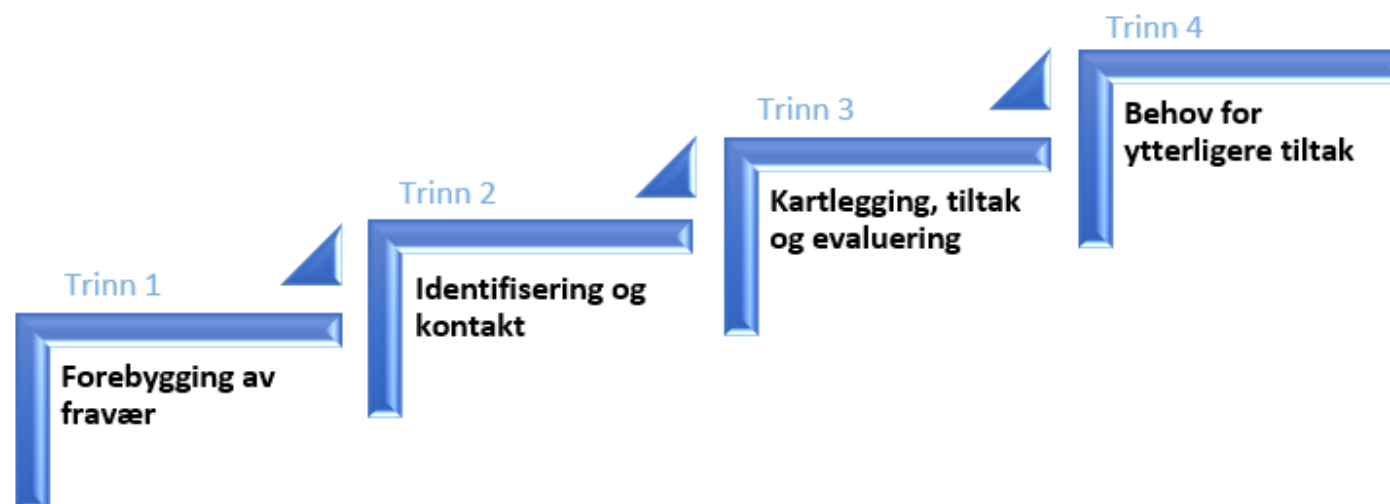 Trinn 1
Forebygging av
fravær
Trinn 2
Identifisering og
kontakt
Trinn 3
Kartlegging, tiltak
og evaluering
Trinn 4
Behov for
ytterligere tiltak